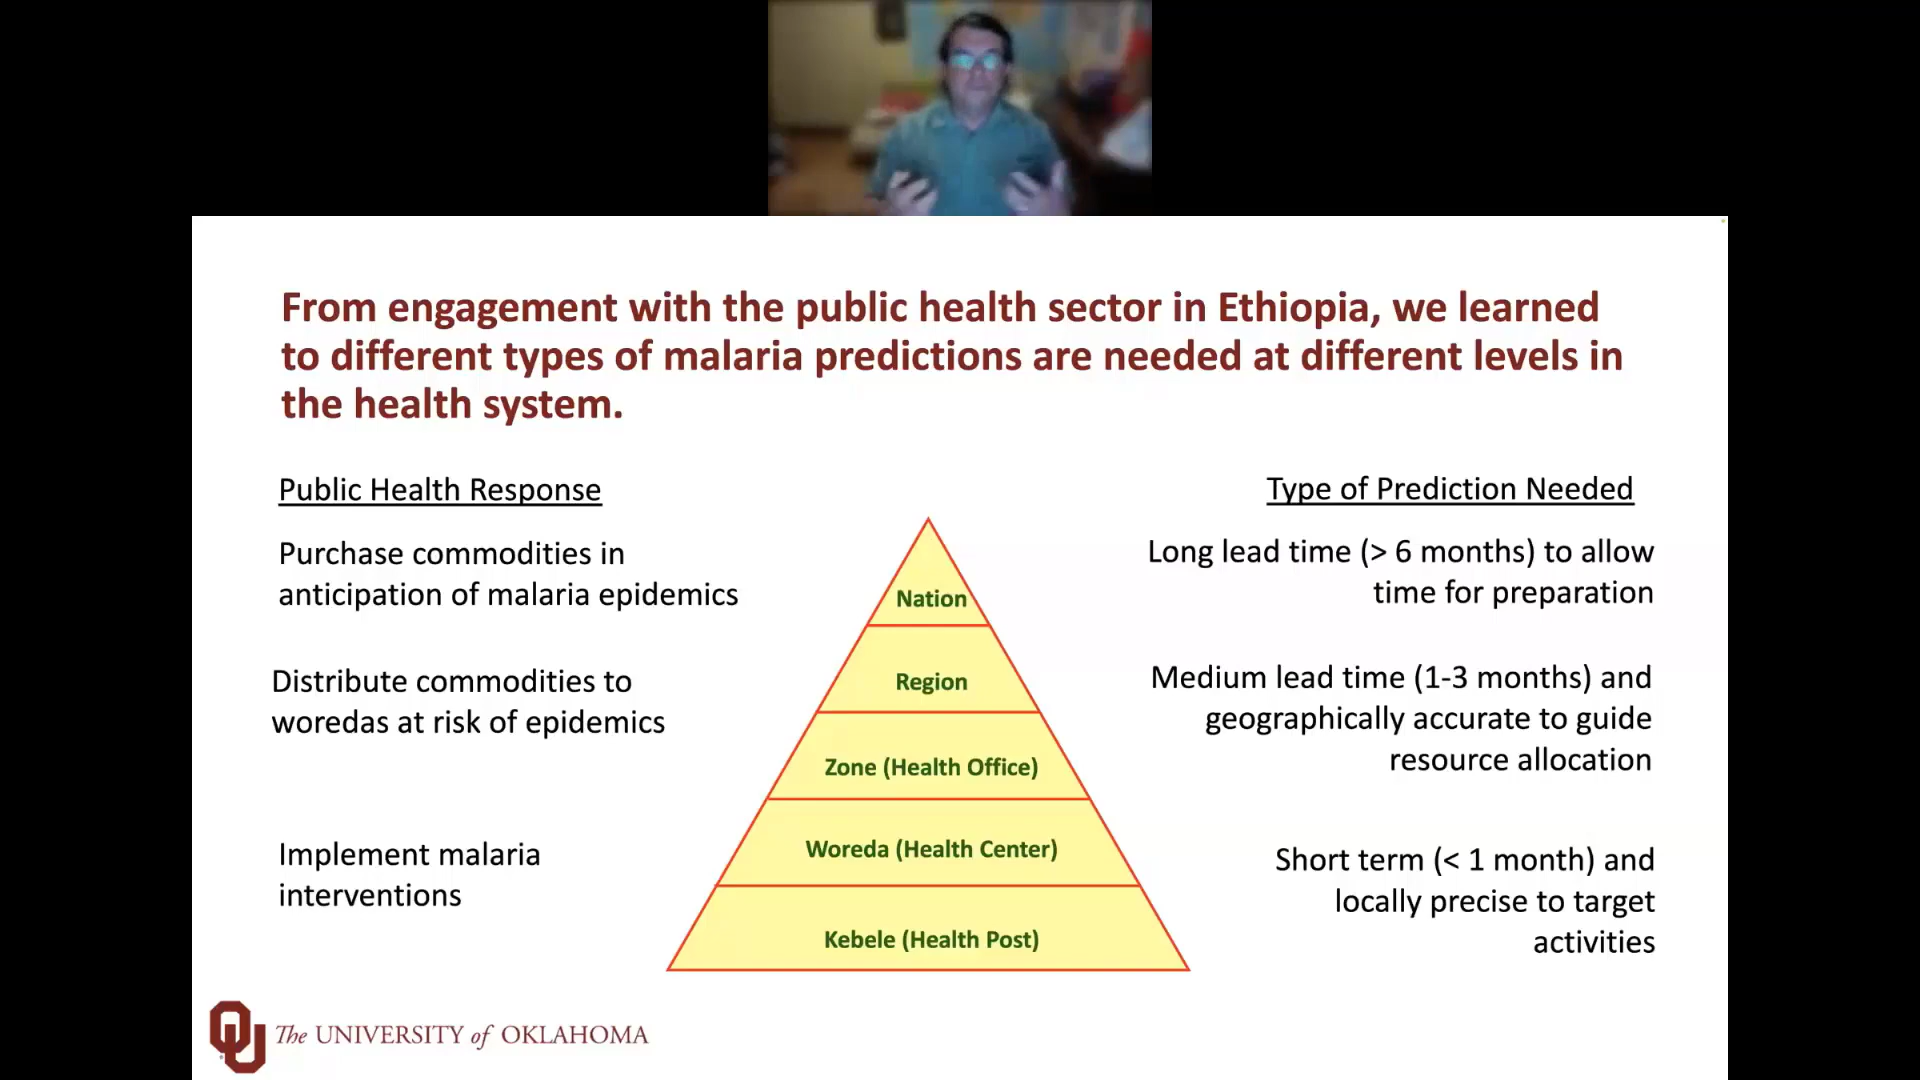 From engagement with the public health sector in Ethiopia, we learned
to different types of malaria predictions are needed at different levels in
the health system.
Public Health Response
Purchase commodities in
anticipation of malaria epidemics
Distribute commodities to
woredas at risk of epidemics
Implement malaria
interventions
Nation
Region
Zone (Health Office)
Woreda (Health Center)
Kebele (Health Post)
Type of Prediction Needed
Long lead time (> 6 months) to allow
time for preparation
Medium lead time (1-3 months) and
geographically accurate to guide
resource allocation
Short term (< 1 month) and
locally precise to target
activities
The UNIVERSITY of OKLAHOMA